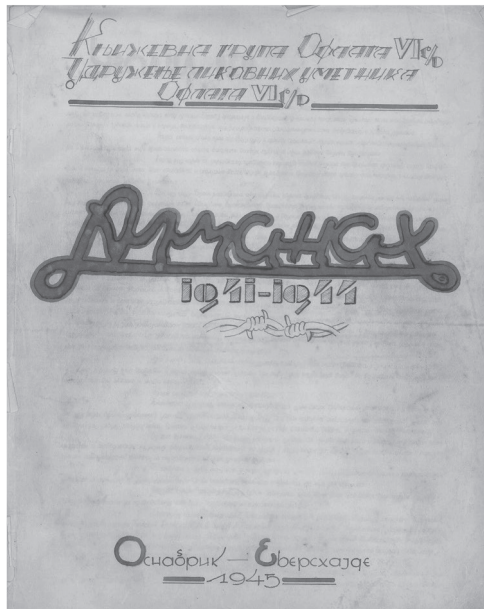 Књижевна група Офлага VI с/о
Удружење ликовних уметника
Офлага VI с/о
Алманах
1941-1944
Оснабрик — Еверсхајде
1945